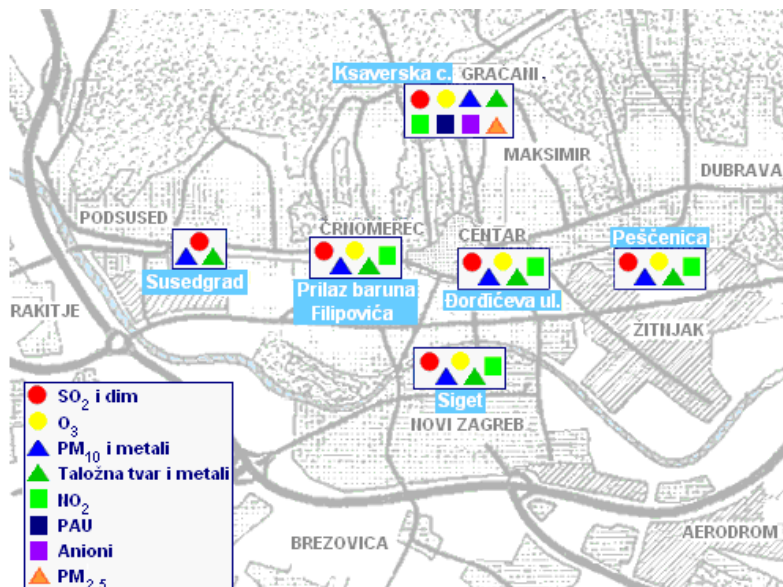 Ksaverska c. GRAČANI
MAKSIMIR
DUBRAVA
PODSUSED
ČRNOMEREC
CENTAR
Peščenica
Susedgrad
Prilaz baruna
Filipovića
Đorđićeva ul.
RAKITJE
ŽITNJAK
Siget
NOVI ZAGREB
SO2 i dim
O3
PM10 i metali
Taložna tvar i metali
NO2
PAU
Anioni
PM2,5
BREZOVICA
AERODROM